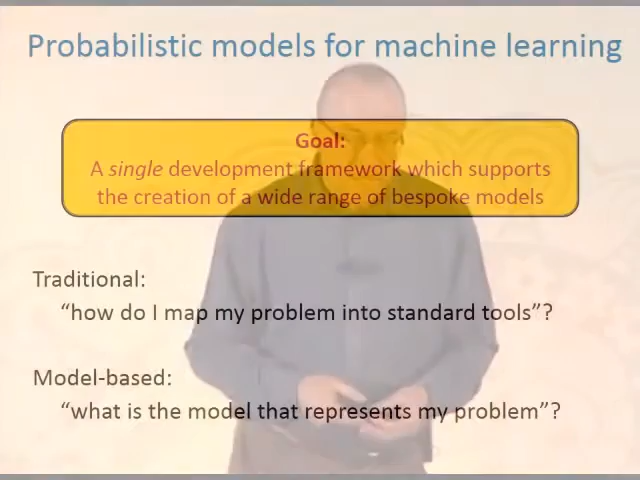 Probabilistic models for machine learning
Goal:
A single development framework which supports
the creation of a wide range of bespoke models
Traditional:
“how do I map my problem into standard tools”?
Model-based:
“what is the model that represents my problem”?